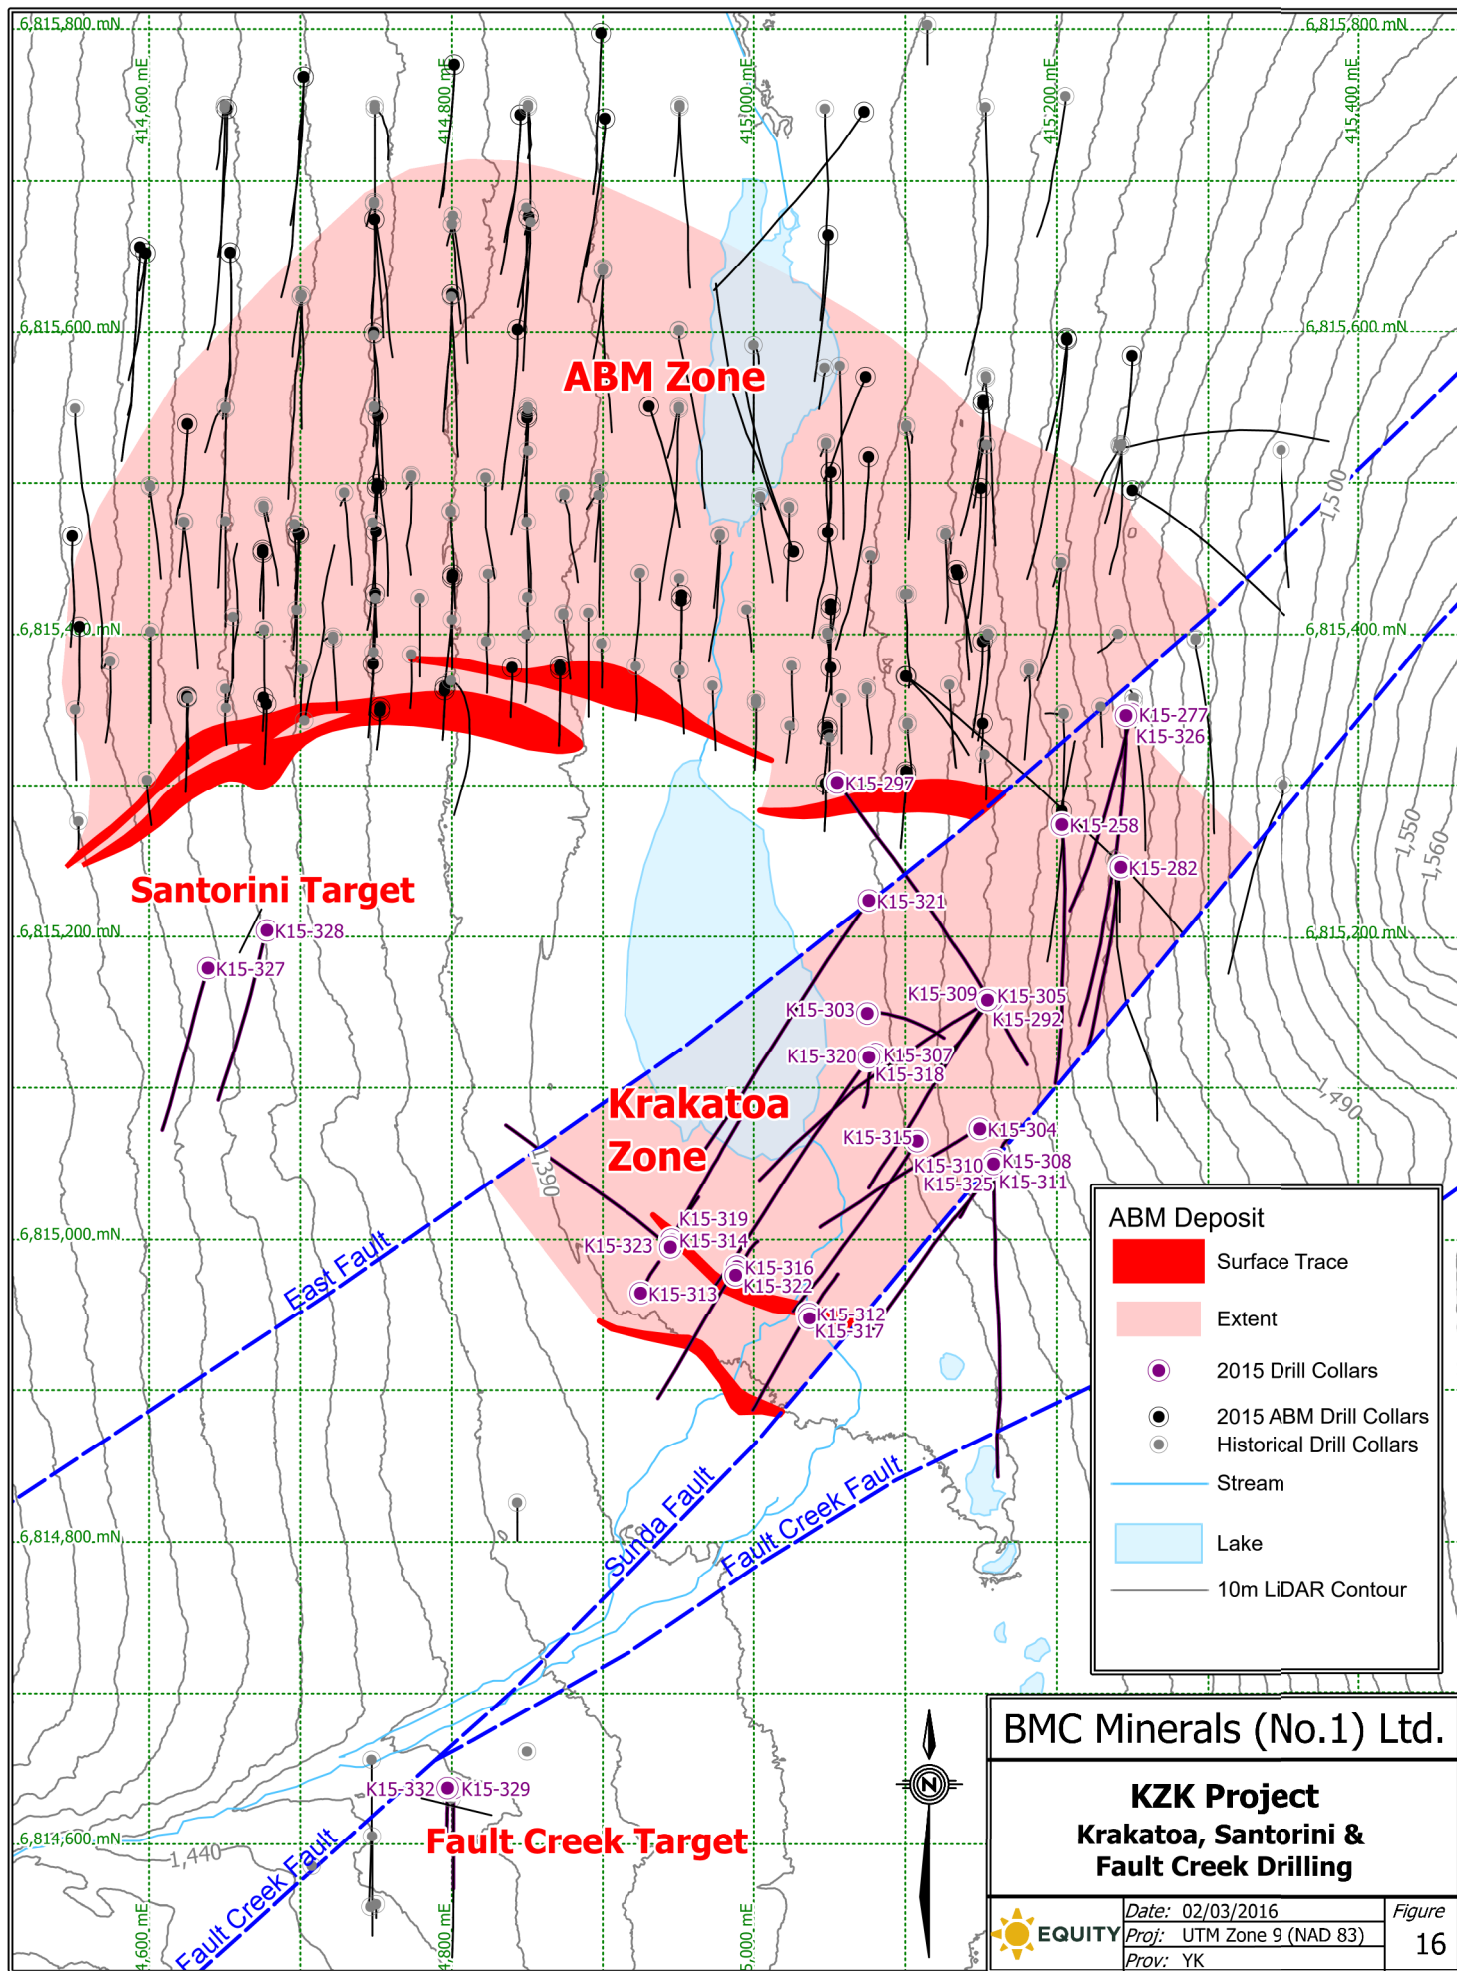 6,815,800 mN
6,815,800 mN
414,600 mE
414,800 mE
415,000 mE
415,200 mE
415,400 mE
6,815,600 mN
6,815,600 mN
ABM Zone
1,500
6,815,400 mN
6,815,400 mN
K15-277
K15-326
K15-297
K15-258
1,550
1,560
K15-282
Santorini Target
K15-321
K15-328
6,815,200 mN
6,815,200 mN
K15-327
K15-309
K15-305
K15-303
K15-292
K15-320
K15-307
K15-318
1,490
Krakatoa
Zone
K15-304
K15-315
1,390
K15-310
K15-308
K15-325
K15-311
K15-319
6,815,000 mN
K15-323
K15-314
East Fault
K15-316
K15-322
K15-313
K15-312
K15-317
ABM Deposit
Surface Trace
Extent
2015 Drill Collars
2015 ABM Drill Collars
Historical Drill Collars
Stream
Lake
10m LiDAR Contour
Sunda Fault
Fault Creek Fault
6,814,800 mN
K15-332
K15-329
6,814,600 mN
Fault Creek Target
1,440
Fault Creek Fault
4,600 mE
4,800 mE
5,000 mE
N
BMC Minerals (No.1) Ltd.
KZK Project
Krakatoa, Santorini &
Fault Creek Drilling
EQUITY
Date: 02/03/2016
Proj: UTM Zone 9 (NAD 83)
Prov: YK
Figure
16